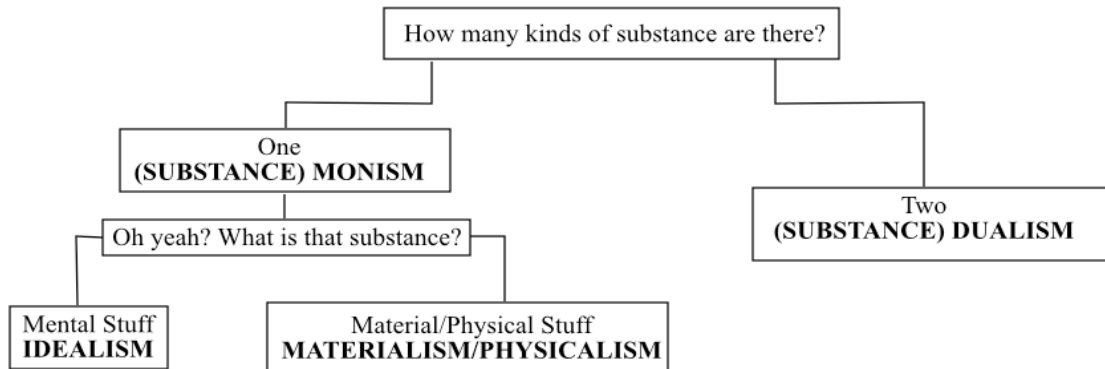 How many kinds of substance are there?
One
(SUBSTANCE) MONISM
Two
(SUBSTANCE) DUALISM
Oh yeah? What is that substance?
Mental Stuff
IDEALISM
Material/Physical Stuff
MATERIALISM/PHYSICALISM